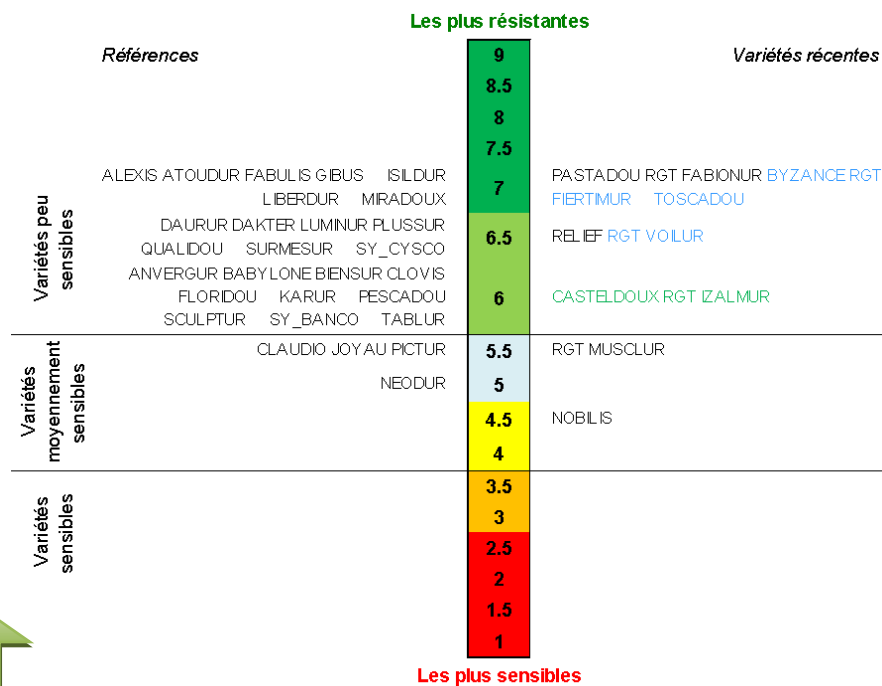 Les plus résistantes
Références
Variétés récentes
9
8.5
8
7.5
Variétés peu
sensibles
ALEXIS ATOUDUR FABULIS GIBUS ISILDUR
LIBERDUR MIRADOUX
7
PASTADOU RGT FABIONUR BYZANCE RGT
FIERTIMUR TOSCADOU
DAURUR DAKTER LUMINUR PLUSSUR
QUALIDOU SURMESUR SY_CYSCO
6.5
RELIEF RGT VOILUR
ANVERGUR BABYLONE BIENSUR CLOVIS
FLORIDOU KARUR PESCADOU
SCULPTUR SY_BANCO TABLUR
6
CASTELDOUX RGT IZALMUR
Variétés
moyennement
sensibles
CLAUDIO JOYAU PICTUR
5.5
RGT MUSCLUR
NEODUR
5
4.5
NOBILIS
4
Variétés
sensibles
3.5
3
2.5
2
1.5
1
Les plus sensibles